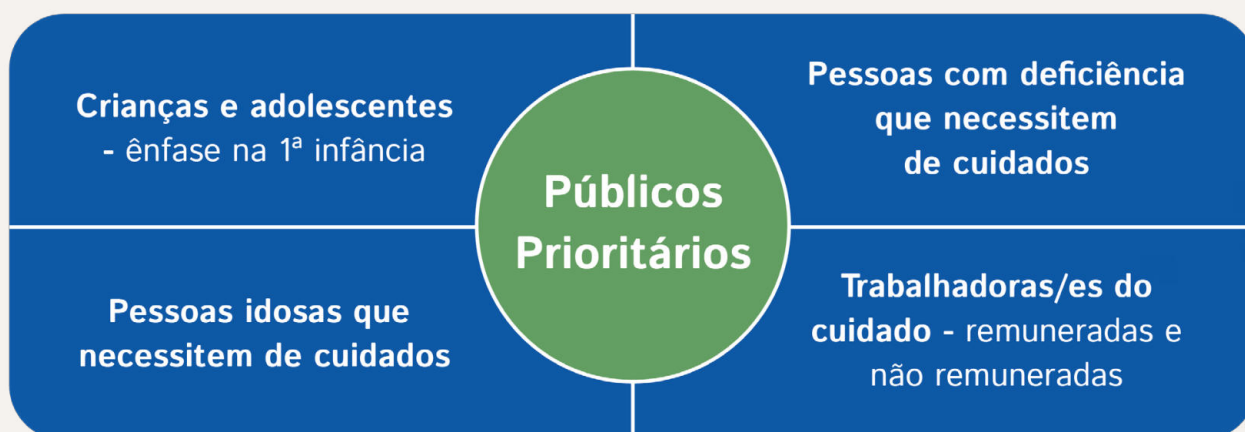 Crianças e adolescentes
- ênfase na 1ª infância
Pessoas com deficiência
que necessitem
de cuidados
Públicos
Prioritários
Pessoas idosas que
necessitem de cuidados
Trabalhadoras/es do
cuidado - remuneradas e
não remuneradas